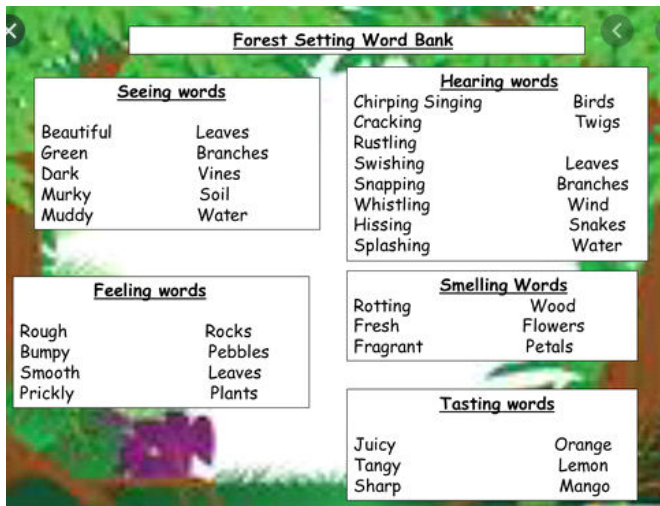 Forest Setting Word Bank
Seeing words
Beautiful Leaves
Green Branches
Dark Vines
Murky Soil
Muddy Water
Hearing words
Chirping Singing Birds
Cracking Twigs
Rustling
Swishing Leaves
Snapping Branches
Whistling Wind
Hissing Snakes
Splashing Water
Feeling words
Rough Rocks
Bumpy Pebbles
Smooth Leaves
Prickly Plants
Smelling Words
Rotting Wood
Fresh Flowers
Fragrant Petals
Tasting words
Juicy Orange
Tangy Lemon
Sharp Mango